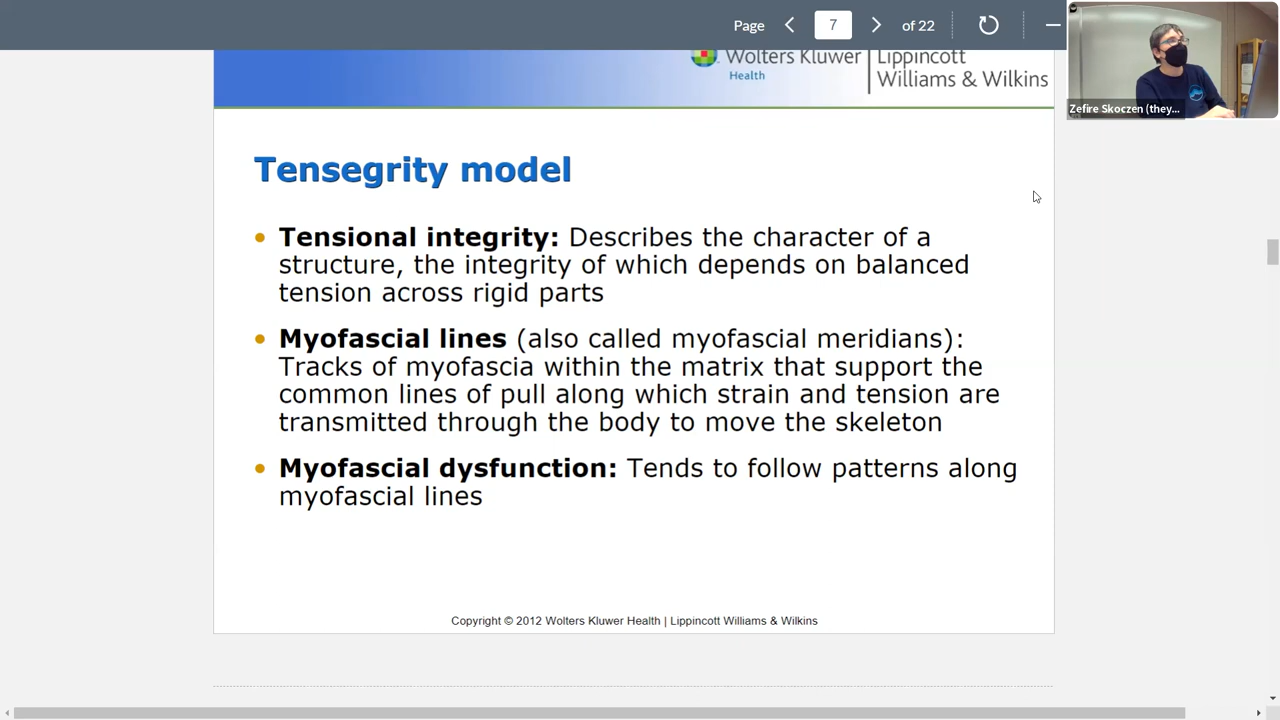 Page 7 of 22
Wolters Kluwer Lippincott
Health Williams & Wilkins
Zefire Skoczen (they...
Tensegrity model
• Tensional integrity: Describes the character of a
structure, the integrity of which depends on balanced
tension across rigid parts
• Myofascial lines (also called myofascial meridians):
Tracks of myofascia within the matrix that support the
common lines of pull along which strain and tension are
transmitted through the body to move the skeleton
• Myofascial dysfunction: Tends to follow patterns along
myofascial lines
Copyright © 2012 Wolters Kluwer Health | Lippincott Williams & Wilkins